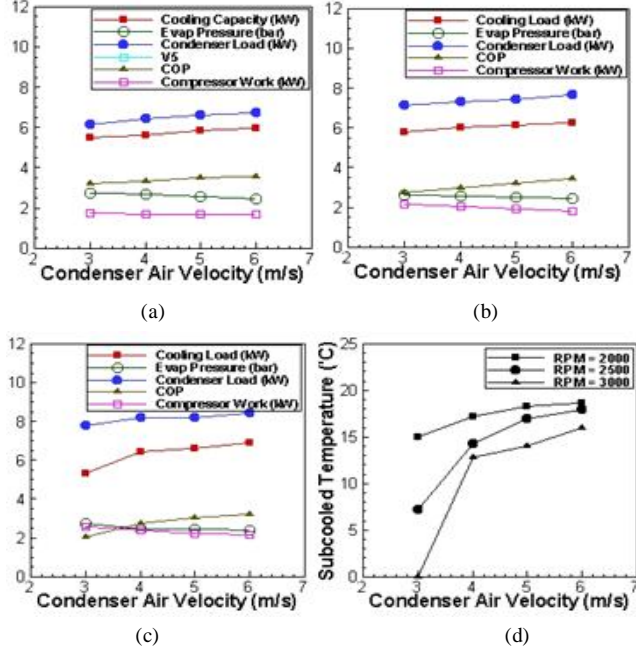 Cooling Capacity (kW)
Evap Pressure (bar)
Condenser Load (kW)
V5
COP
Compressor Work (kW)
12
10
8
6
4
2
0
2 3 4 5 6 7
Condenser Air Velocity (m/s)
(a)
Cooling Load (kW)
Evap Pressure (bar)
Condenser Load (kW)
COP
Compressor Work (kW)
12
10
8
6
4
2
0
2 3 4 5 6 7
Condenser Air Velocity (m/s)
(b)
Cooling Load (kW)
Evap Pressure (bar)
Condenser Load (kW)
COP
Compressor Work (kW)
12
10
8
6
4
2
0
2 3 4 5 6 7
Condenser Air Velocity (m/s)
(c)
RPM = 2000
RPM = 2500
RPM = 3000
Subcooled Temperature (°C)
25
20
15
10
5
0
2 3 4 5 6 7
Condenser Air Velocity (m/s)
(d)